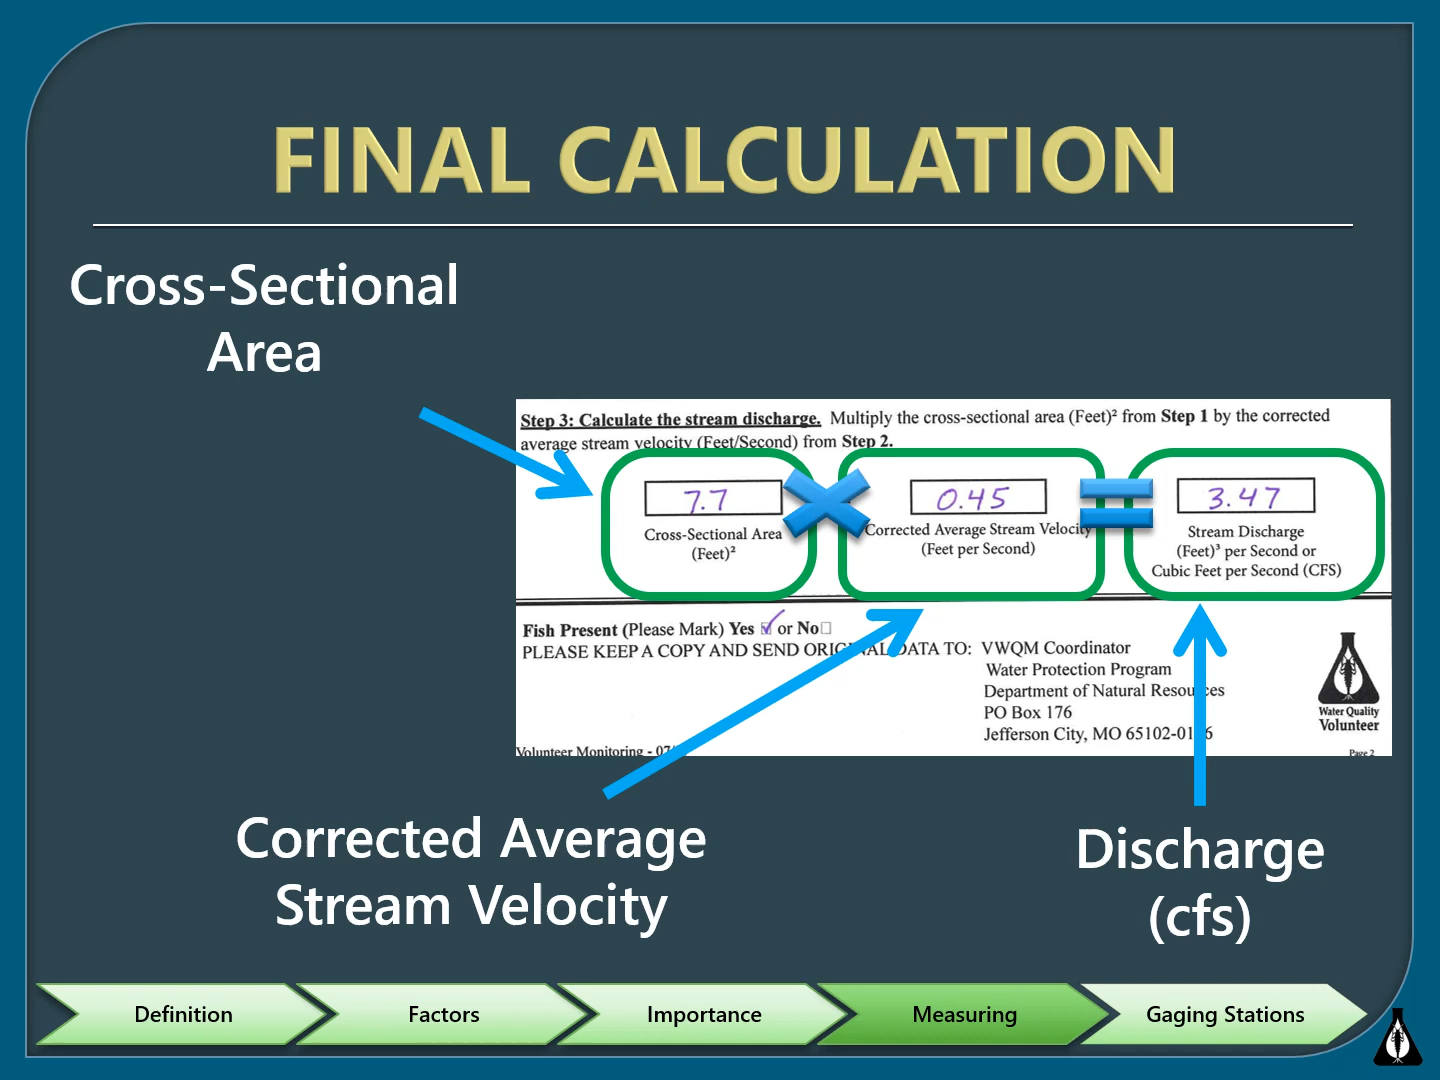 FINAL CALCULATION
Cross-Sectional
Area
Step 3: Calculate the stream discharge. Multiply the cross-sectional area (Feet)² from Step 1 by the corrected
average stream velocity (Feet/Second) from Step 2.
7.7
0.45
3.47
Cross-Sectional Area
(Feet)²
Corrected Average Stream Velocity
(Feet per Second)
Stream Discharge
(Feet)³ per Second or
Cubic Feet per Second (CFS)
Fish Present (Please Mark) Yes ☑ or No☐
PLEASE KEEP A COPY AND SEND ORIGINAL DATA TO: VWQM Coordinator
Water Protection Program
Department of Natural Resources
PO Box 176
Jefferson City, MO 65102-0176
Water Quality
Volunteer
Volunteer Monitoring -
Page 2
Corrected Average
Stream Velocity
Discharge
(cfs)
Definition
Factors
Importance
Measuring
Gaging Stations